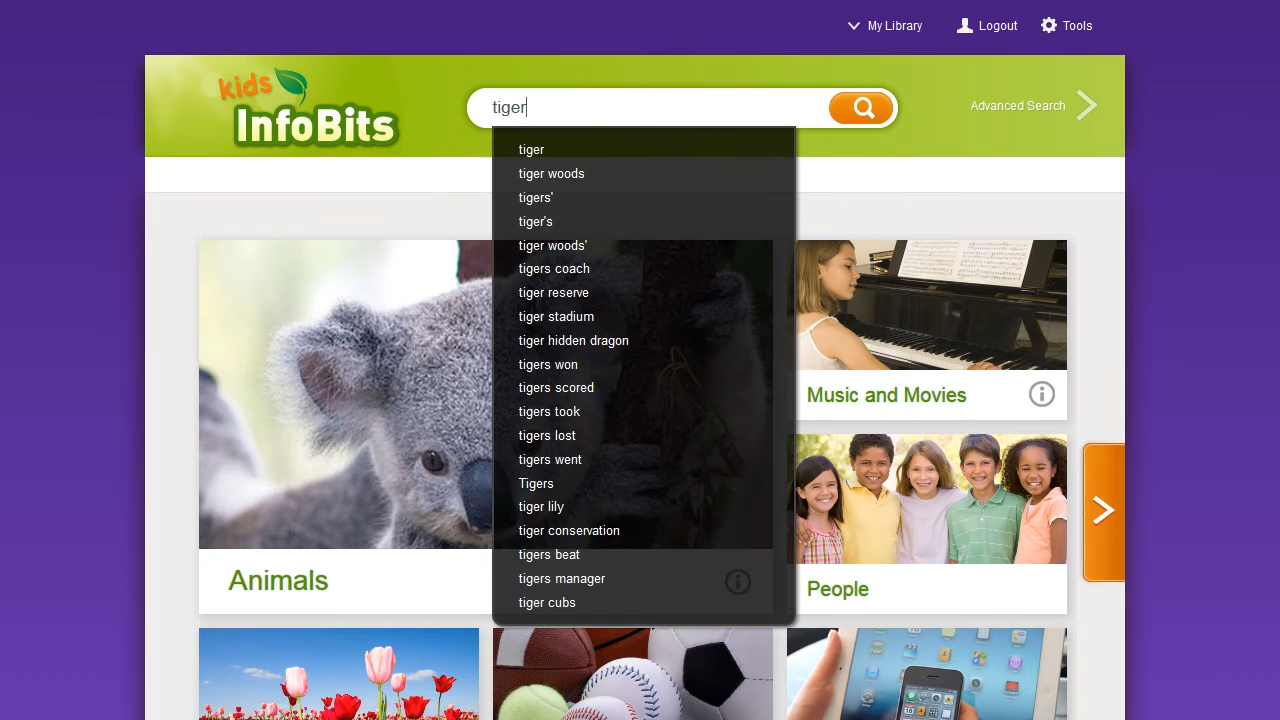 My Library
Logout
Tools
kids
InfoBits
tiger
Advanced Search
tiger
tiger woods
tigers'
tiger's
tiger woods'
tigers coach
tiger reserve
tiger stadium
tiger hidden dragon
tigers won
tigers scored
tigers took
tigers lost
tigers went
Tigers
tiger lily
tiger conservation
tigers beat
tigers manager
tiger cubs
Music and Movies
Animals
People